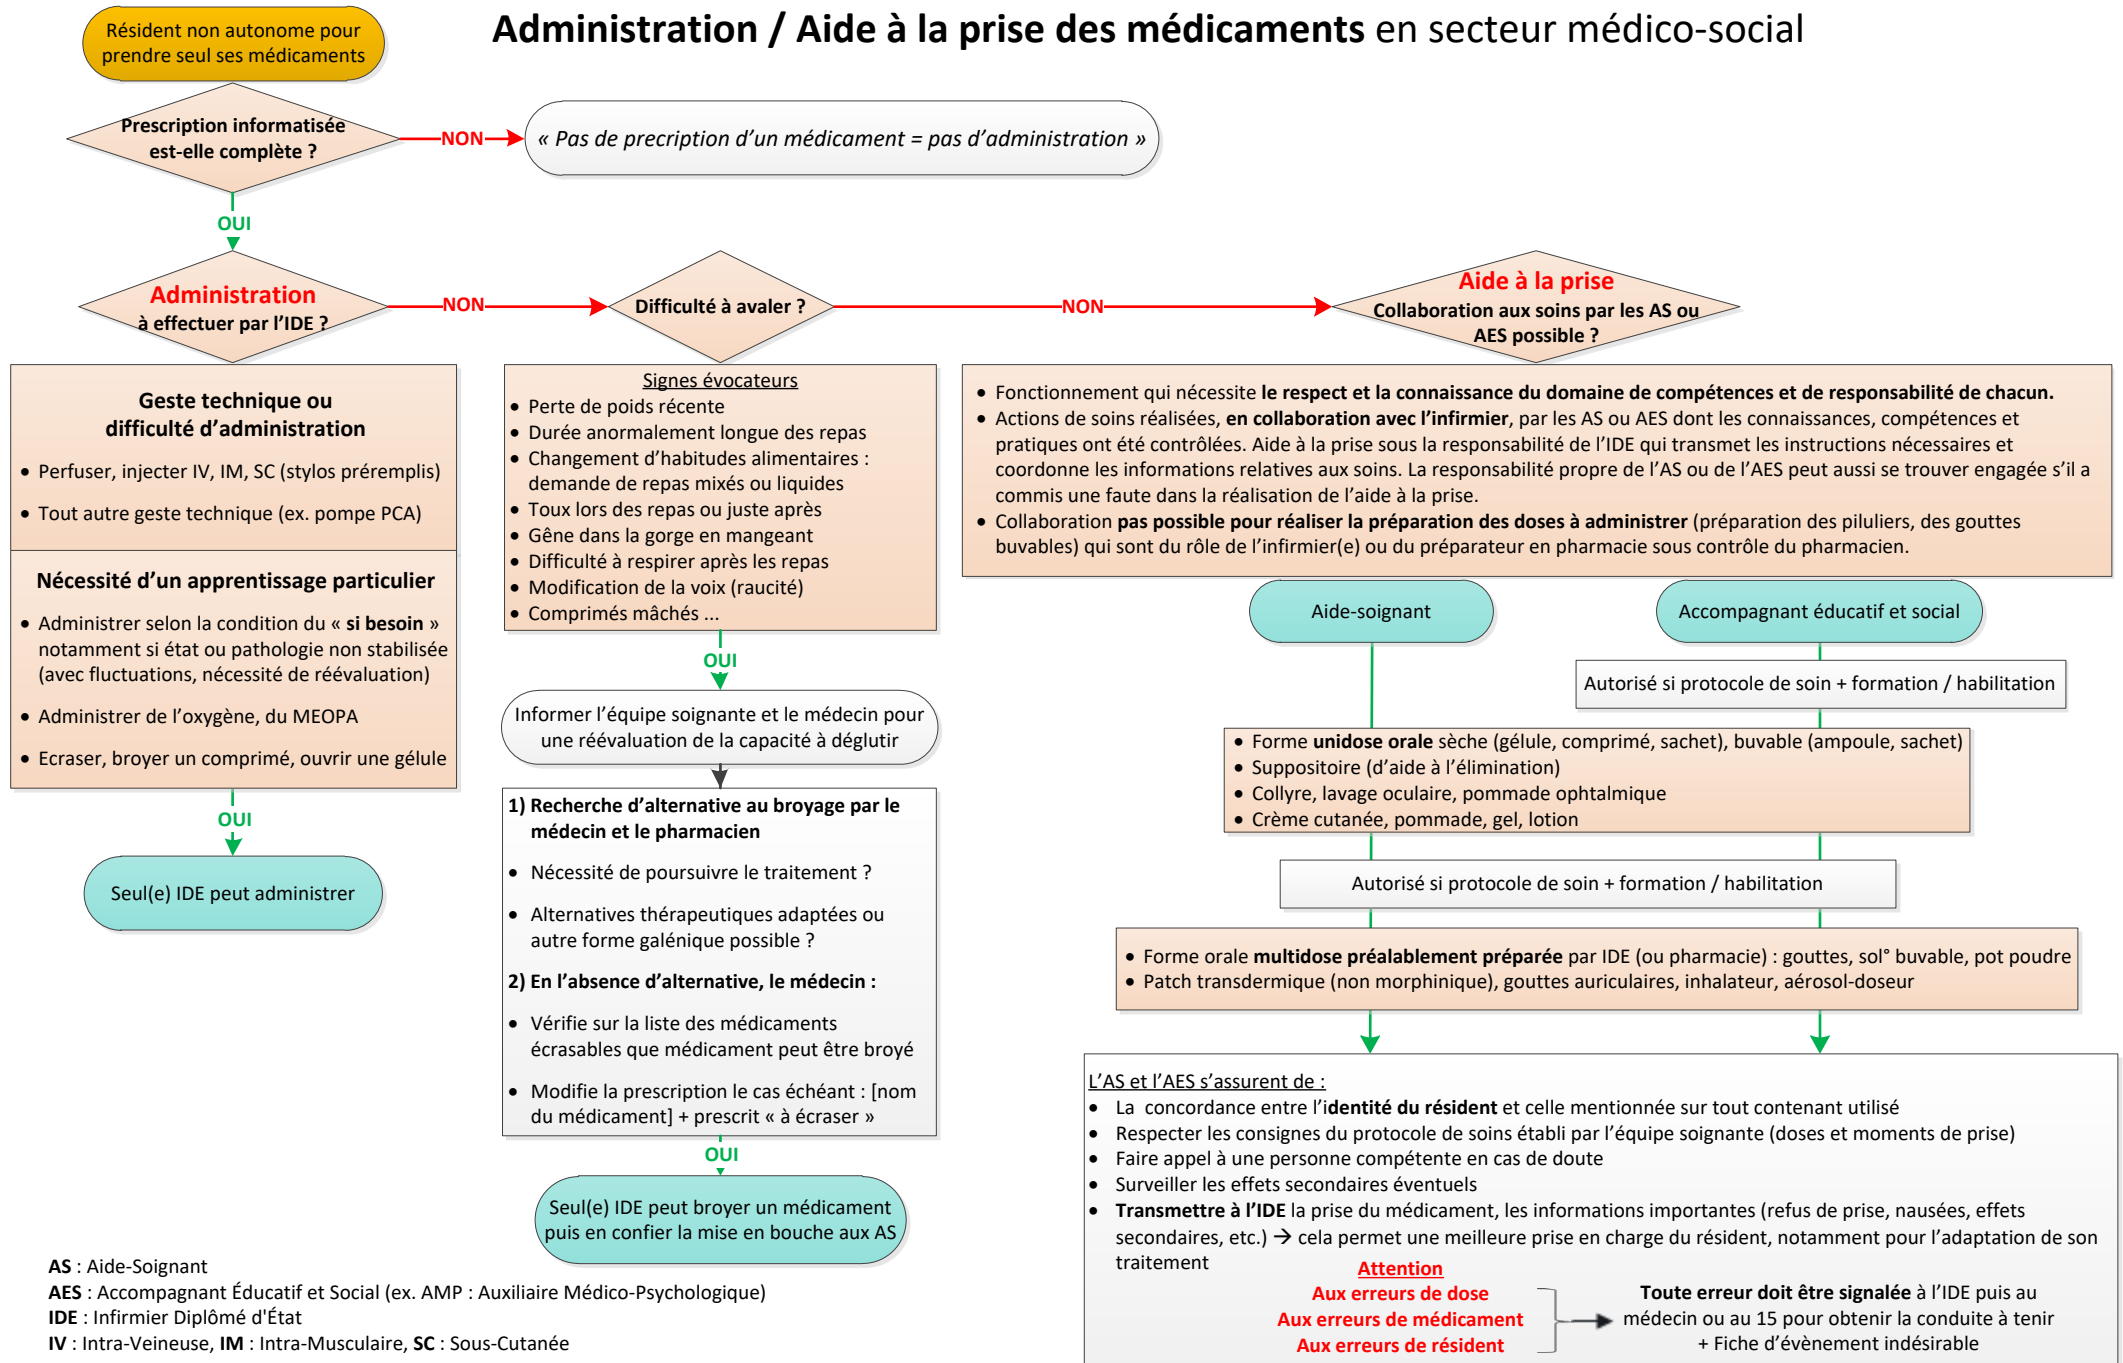 Administration / Aide à la prise des médicaments en secteur médico-social
Résident non autonome pour
prendre seul ses médicaments
Prescription informatisée
est-elle complète ?
NON
« Pas de precription d’un médicament = pas d’administration »
OUI
Administration
à effectuer par l’IDE ?
NON
Difficulté à avaler ?
NON
Aide à la prise
Collaboration aux soins par les AS ou
AES possible ?
Geste technique ou
difficulté d’administration
• Perfuser, injecter IV, IM, SC (stylos préremplis)
• Tout autre geste technique (ex. pompe PCA)
Nécessité d’un apprentissage particulier
• Administrer selon la condition du « si besoin »
notamment si état ou pathologie non stabilisée
(avec fluctuations, nécessité de réévaluation)
• Administrer de l’oxygène, du MEOPA
• Ecraser, broyer un comprimé, ouvrir une gélule
OUI
Seul(e) IDE peut administrer
Signes évocateurs
• Perte de poids récente
• Durée anormalement longue des repas
• Changement d’habitudes alimentaires :
demande de repas mixés ou liquides
• Toux lors des repas ou juste après
• Gêne dans la gorge en mangeant
• Difficulté à respirer après les repas
• Modification de la voix (raucité)
• Comprimés mâchés ...
OUI
Informer l’équipe soignante et le médecin pour
une réévaluation de la capacité à déglutir
1) Recherche d’alternative au broyage par le
médecin et le pharmacien
• Nécessité de poursuivre le traitement ?
• Alternatives thérapeutiques adaptées ou
autre forme galénique possible ?
2) En l’absence d’alternative, le médecin :
• Vérifie sur la liste des médicaments
écrasables que médicament peut être broyé
• Modifie la prescription le cas échéant : [nom
du médicament] + prescrit « à écraser »
OUI
Seul(e) IDE peut broyer un médicament
puis en confier la mise en bouche aux AS
• Fonctionnement qui nécessite le respect et la connaissance du domaine de compétences et de responsabilité de chacun.
• Actions de soins réalisées, en collaboration avec l’infirmier, par les AS ou AES dont les connaissances, compétences et
pratiques ont été contrôlées. Aide à la prise sous la responsabilité de l’IDE qui transmet les instructions nécessaires et
coordonne les informations relatives aux soins. La responsabilité propre de l’AS ou de l’AES peut aussi se trouver engagée s’il a
commis une faute dans la réalisation de l’aide à la prise.
• Collaboration pas possible pour réaliser la préparation des doses à administrer (préparation des piluliers, des gouttes
buvables) qui sont du rôle de l’infirmier(e) ou du préparateur en pharmacie sous contrôle du pharmacien.
Aide-soignant
Accompagnant éducatif et social
Autorisé si protocole de soin + formation / habilitation
• Forme unidose orale sèche (gélule, comprimé, sachet), buvable (ampoule, sachet)
• Suppositoire (d’aide à l’élimination)
• Collyre, lavage oculaire, pommade ophtalmique
• Crème cutanée, pommade, gel, lotion
Autorisé si protocole de soin + formation / habilitation
• Forme orale multidose préalablement préparée par IDE (ou pharmacie) : gouttes, sol° buvable, pot poudre
• Patch transdermique (non morphinique), gouttes auriculaires, inhalateur, aérosol-doseur
L’AS et l’AES s’assurent de :
• La concordance entre l’identité du résident et celle mentionnée sur tout contenant utilisé
• Respecter les consignes du protocole de soins établi par l’équipe soignante (doses et moments de prise)
• Faire appel à une personne compétente en cas de doute
• Surveiller les effets secondaires éventuels
• Transmettre à l’IDE la prise du médicament, les informations importantes (refus de prise, nausées, effets
secondaires, etc.) → cela permet une meilleure prise en charge du résident, notamment pour l’adaptation de son
traitement
Attention
Aux erreurs de dose
Aux erreurs de médicament
Aux erreurs de résident
Toute erreur doit être signalée à l’IDE puis au
médecin ou au 15 pour obtenir la conduite à tenir
+ Fiche d’évènement indésirable
AS : Aide-Soignant
AES : Accompagnant Éducatif et Social (ex. AMP : Auxiliaire Médico-Psychologique)
IDE : Infirmier Diplômé d'État
IV : Intra-Veineuse, IM : Intra-Musculaire, SC : Sous-Cutanée